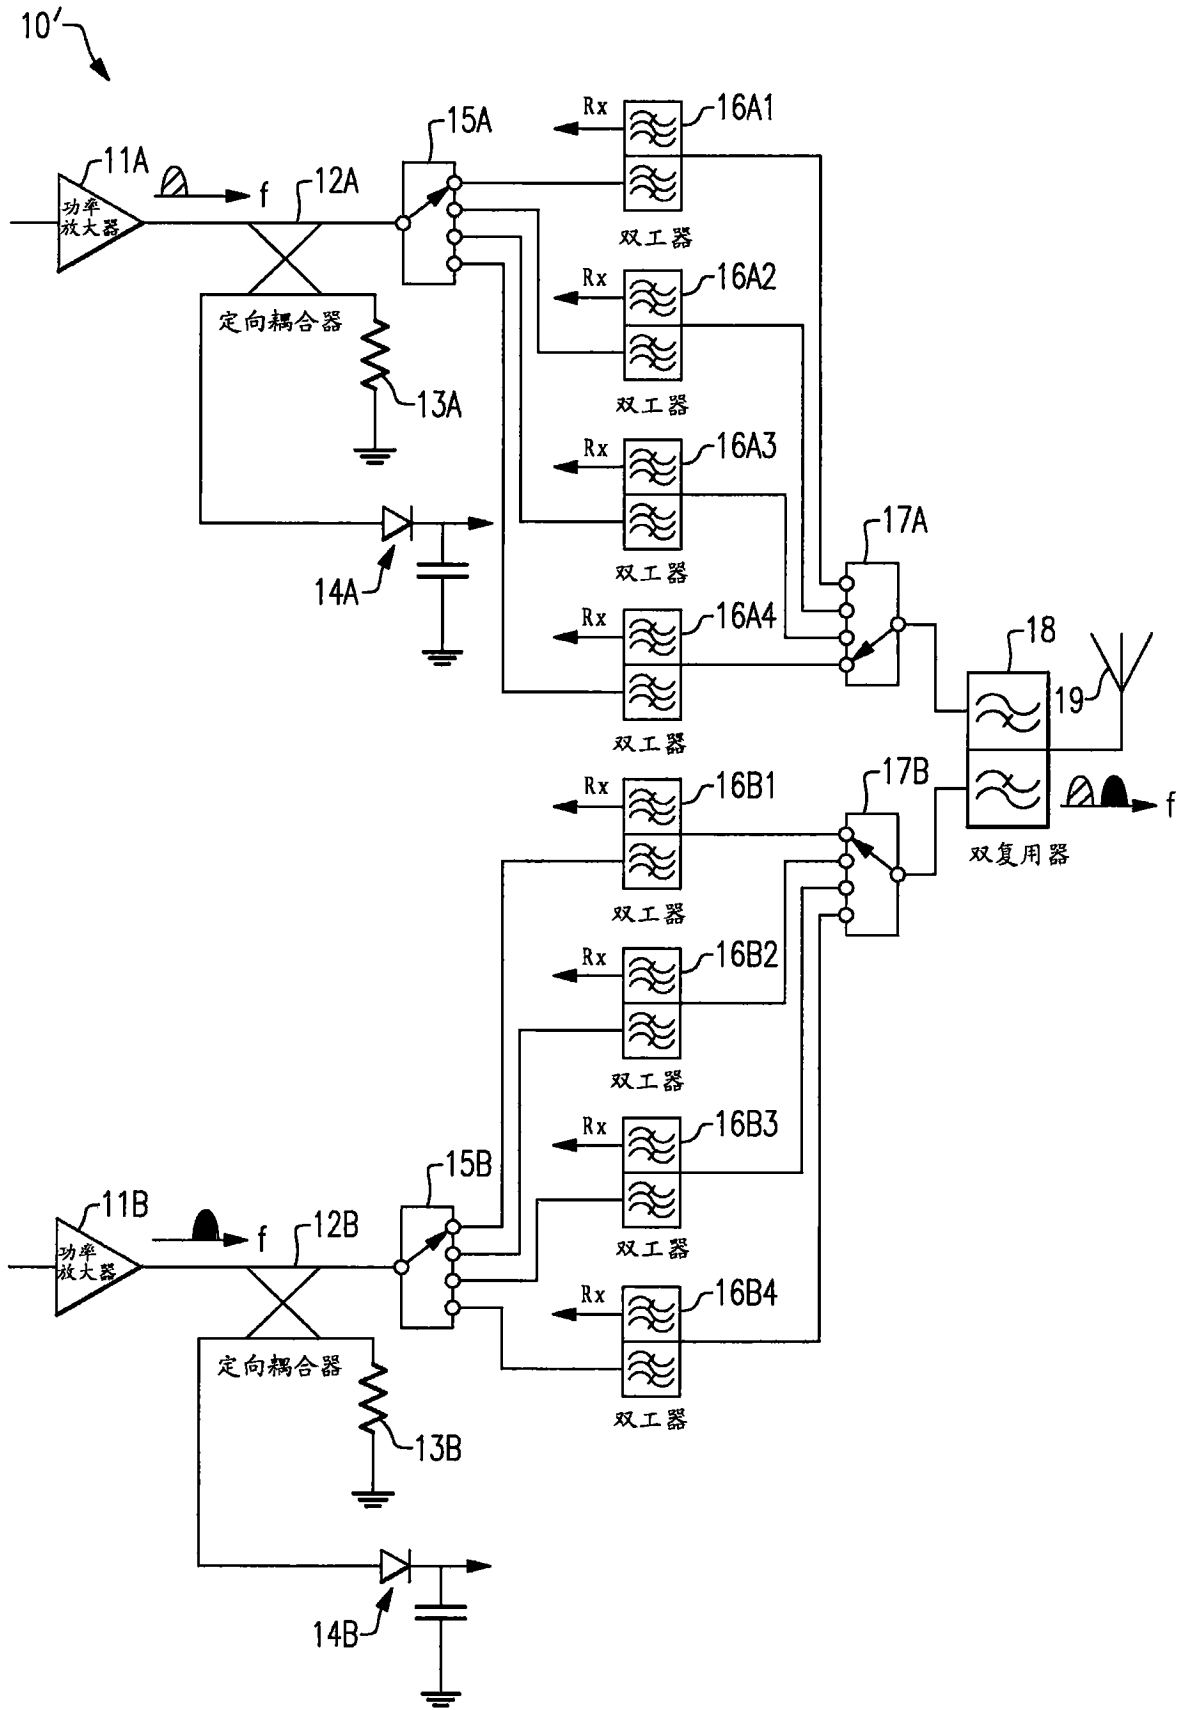 10′
11A
功率
放大器
f
12A
定向耦合器
13A
14A
15A
Rx
16A1
双工器
Rx
16A2
双工器
Rx
16A3
双工器
Rx
16A4
双工器
17A
18
19
双复用器
f
17B
Rx
16B1
双工器
Rx
16B2
双工器
Rx
16B3
双工器
Rx
16B4
双工器
15B
11B
功率
放大器
f
12B
定向耦合器
13B
14B